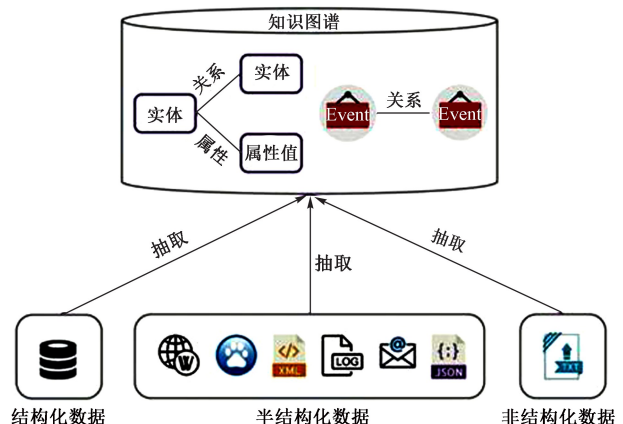 知识图谱
实体
关系
实体
属性
属性值
Event
关系
Event
抽取
抽取
抽取
W
</>
XML
LOG
@
{;}
JSON
TXT
结构化数据
半结构化数据
非结构化数据